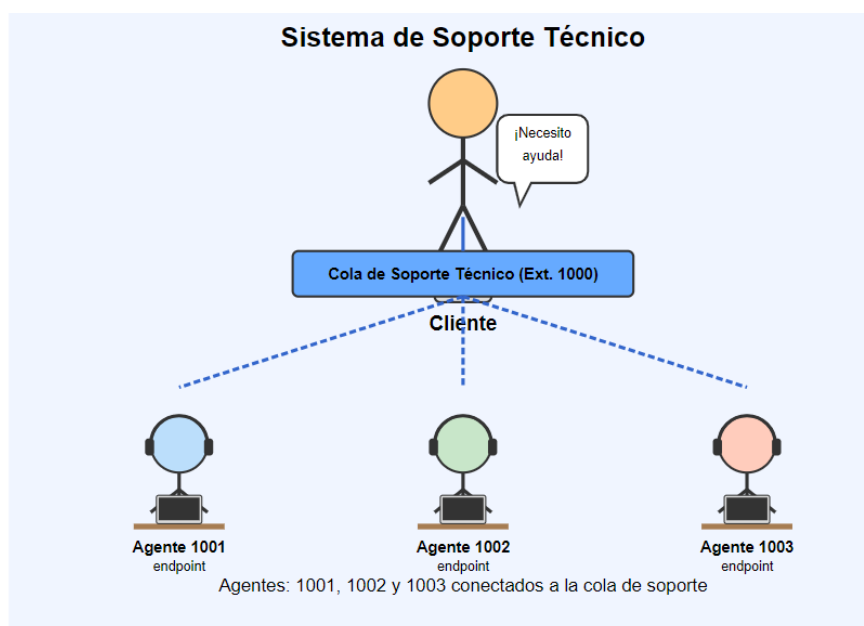 Sistema de Soporte Técnico
¡Necesito
ayuda!
Cola de Soporte Técnico (Ext. 1000)
Cliente
Agente 1001
endpoint
Agente 1002
endpoint
Agente 1003
endpoint
Agentes: 1001, 1002 y 1003 conectados a la cola de soporte